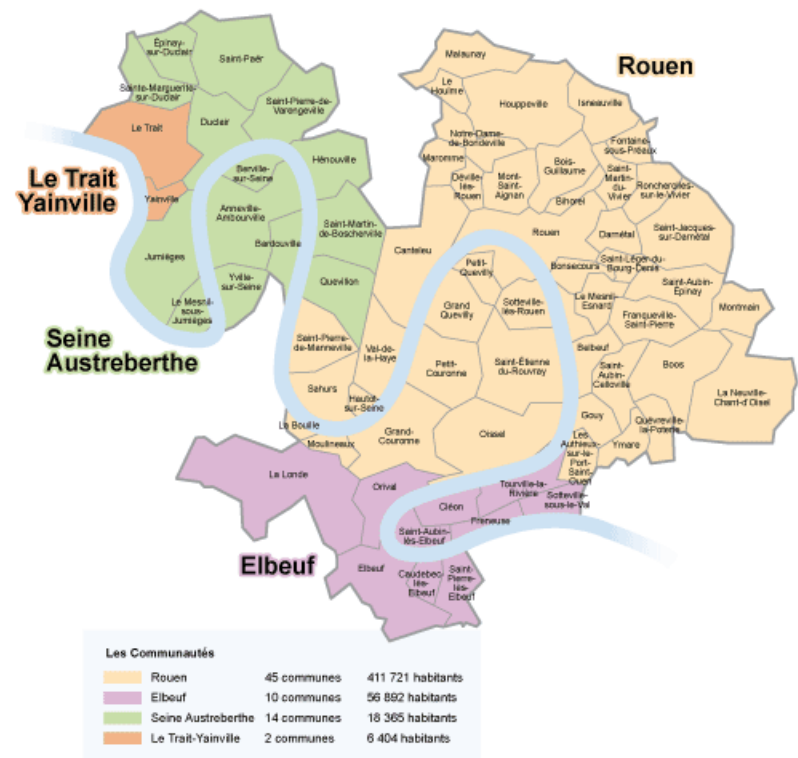 Malaunay
Rouen
Épinay-
sur-Duclair
Saint-Paër
Le
Houlme
Sainte-Marguerite-
sur-Duclair
Saint-Pierre-de-
Varengeville
Houppeville
Isneauville
Le Trait
Duclair
Notre-Dame-
de-Bondeville
Fontaine-
sous-Préaux
Maromme
Hénouville
Bois-
Guillaume
Le Trait
Yainville
Berville-
sur-Seine
Déville-
lès-
Rouen
Mont-
Saint-
Aignan
Saint-
Martin-
du-
Vivier
Roncherolles-
sur-le-Vivier
Yainville
Bihorel
Anneville-
Ambourville
Saint-Martin-
de-Boscherville
Rouen
Darnétal
Saint-Jacques-
sur-Darnétal
Bardouville
Canteleu
Jumièges
Petit-
Quevilly
Bonsecours
Saint-Léger-du-
Bourg-Denis
Yville-
sur-Seine
Quevillon
Saint-Aubin-
Épinay
Le Mesnil-
sous-
Jumièges
Grand
Quevilly
Sotteville-
lès-Rouen
Le Mesnil-
Esnard
Montmain
Franqueville-
Saint-Pierre
Seine
Austreberthe
Saint-Pierre-
de-Manneville
Val-de-
la-Haye
Belbeuf
Petit-
Couronne
Saint-Étienne
du-Rouvray
Saint-
Aubin-
Celloville
Boos
Sahurs
La Neuville-
Chant-d'Oisel
Hautot-
sur-Seine
Gouy
La Bouille
Quévreville-
la-Poterie
Moulineaux
Grand-
Couronne
Oissel
Les
Authieux-
sur-le-
Port-
Saint-
Ouen
Ymare
La Londe
Orival
Tourville-la-
Rivière
Sotteville-
sous-le-Val
Cléon
Freneuse
Saint-Aubin-
lès-Elbeuf
Elbeuf
Elbeuf
Caudebec-
lès-
Elbeuf
Saint-
Pierre-
lès-
Elbeuf
Les Communautés
Rouen 45 communes 411 721 habitants
Elbeuf 10 communes 56 892 habitants
Seine Austreberthe 14 communes 18 365 habitants
Le Trait-Yainville 2 communes 6 404 habitants